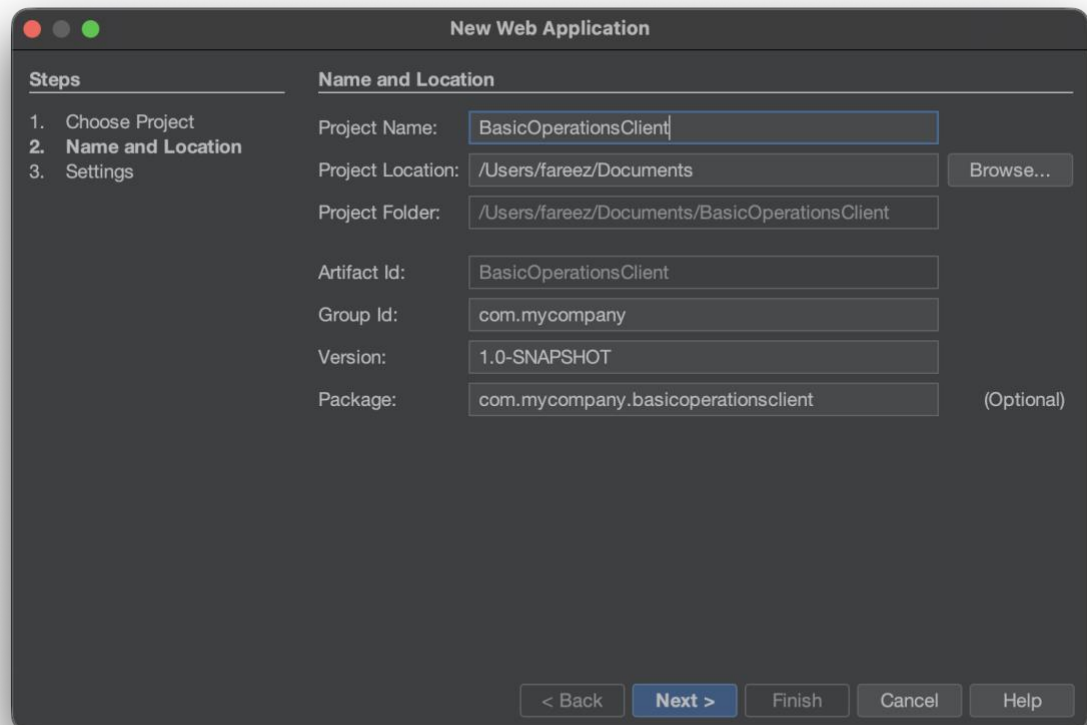 New Web Application
Steps
1. Choose Project
2. Name and Location
3. Settings
Name and Location
Project Name: BasicOperationsClient
Project Location: /Users/fareez/Documents Browse...
Project Folder: /Users/fareez/Documents/BasicOperationsClient
Artifact Id: BasicOperationsClient
Group Id: com.mycompany
Version: 1.0-SNAPSHOT
Package: com.mycompany.basicoperationsclient (Optional)
< Back Next > Finish Cancel Help